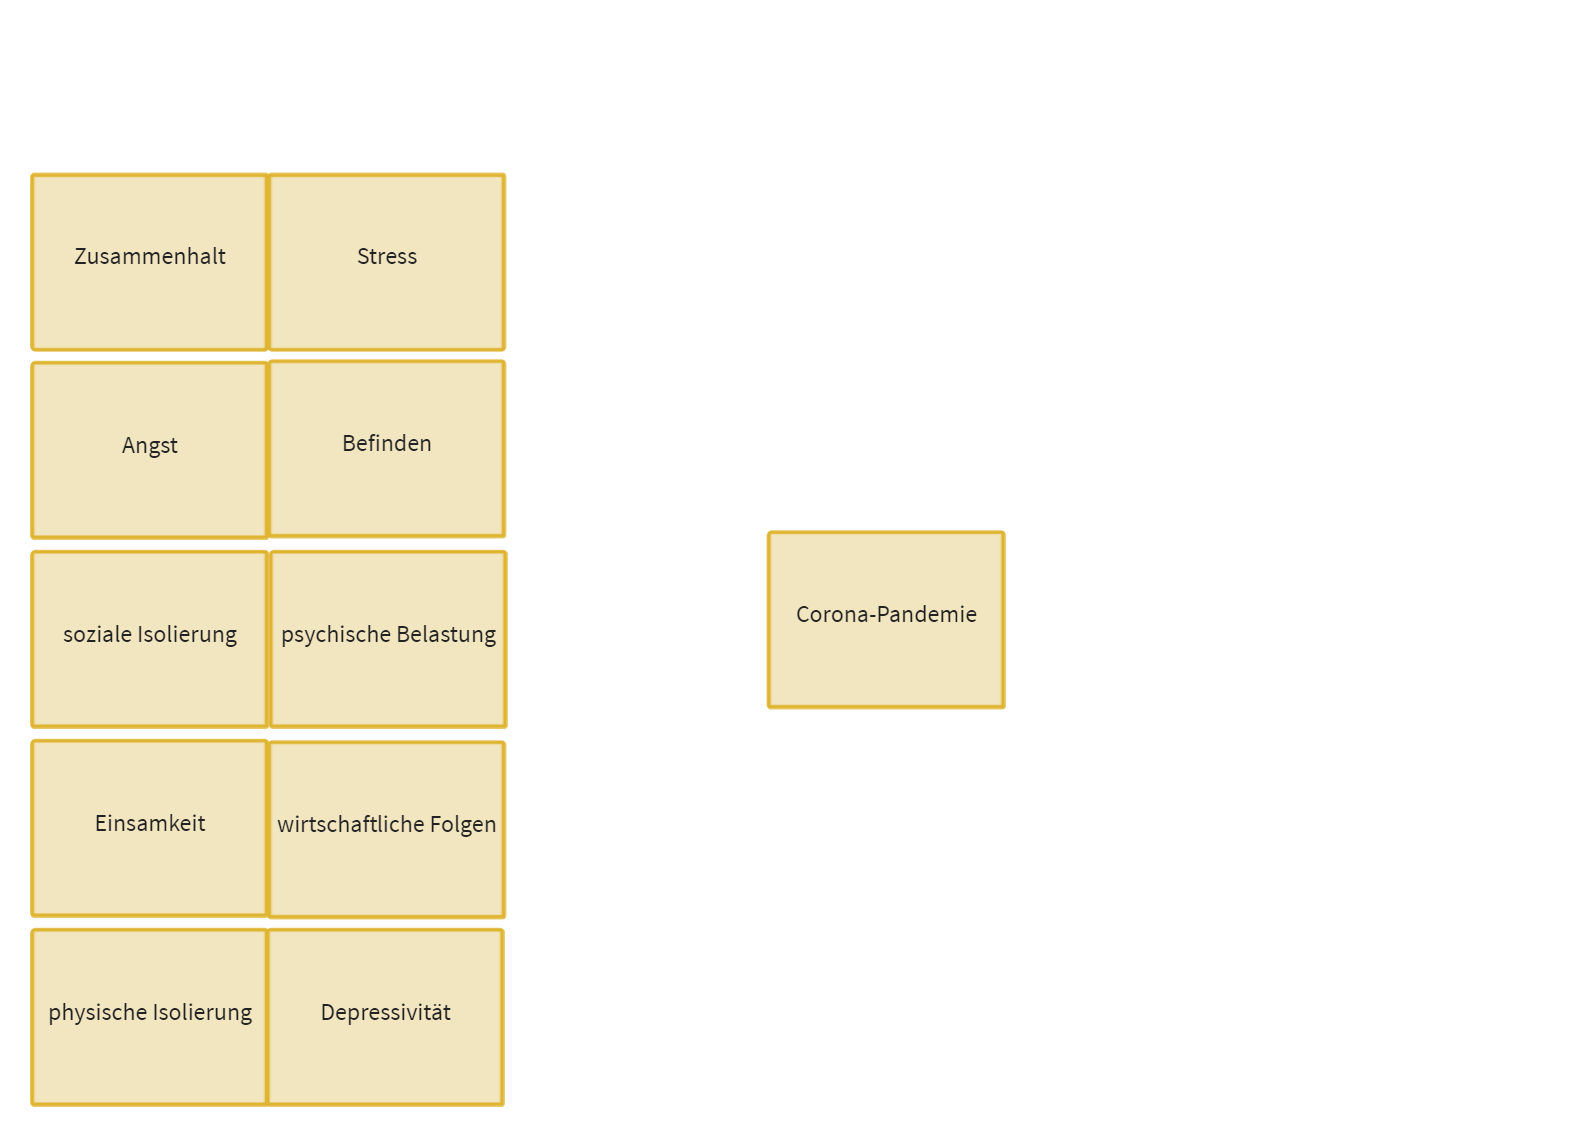 Zusammenhalt
Stress
Angst
Befinden
soziale Isolierung
psychische Belastung
Corona-Pandemie
Einsamkeit
wirtschaftliche Folgen
physische Isolierung
Depressivität